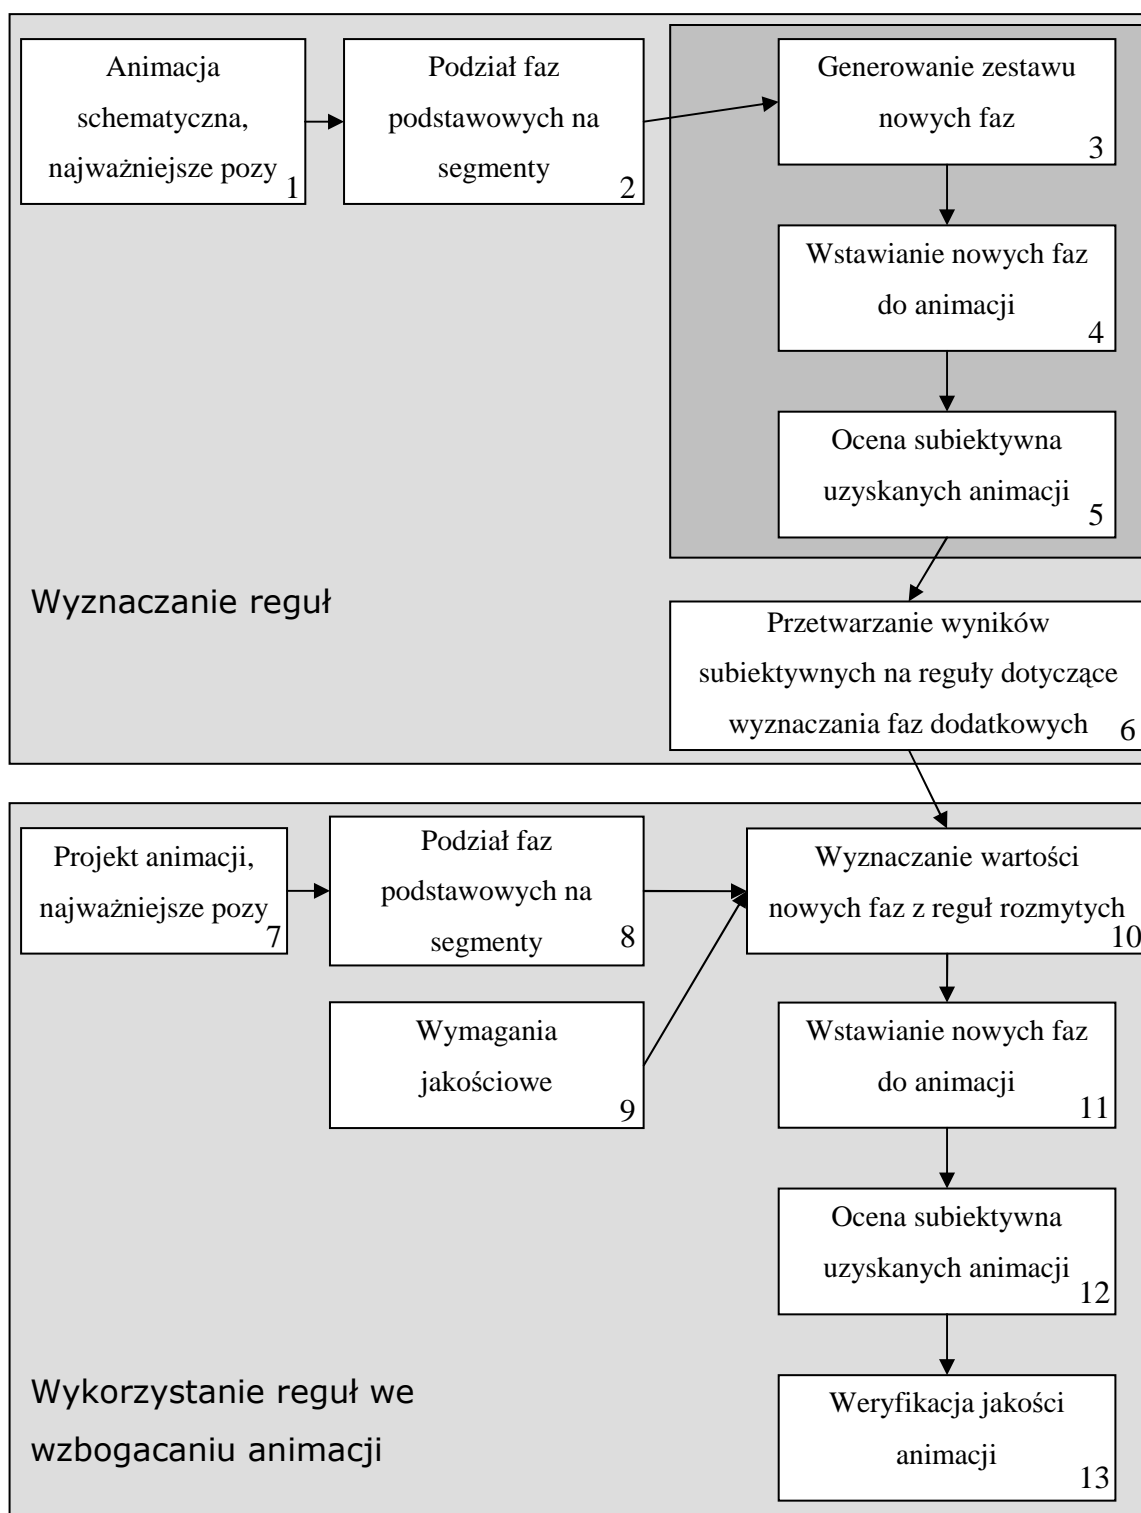 Animacja
schematyczna,
najważniejsze pozy
1
Podział faz
podstawowych na
segmenty
2
Generowanie zestawu
nowych faz
3
Wstawianie nowych faz
do animacji
4
Ocena subiektywna
uzyskanych animacji
5
Wyznaczanie reguł
Przetwarzanie wyników
subiektywnych na reguły dotyczące
wyznaczania faz dodatkowych
6
Projekt animacji,
najważniejsze pozy
7
Podział faz
podstawowych na
segmenty
8
Wymagania
jakościowe
9
Wyznaczanie wartości
nowych faz z reguł rozmytych
10
Wstawianie nowych faz
do animacji
11
Ocena subiektywna
uzyskanych animacji
12
Weryfikacja jakości
animacji
13
Wykorzystanie reguł we
wzbogacaniu animacji